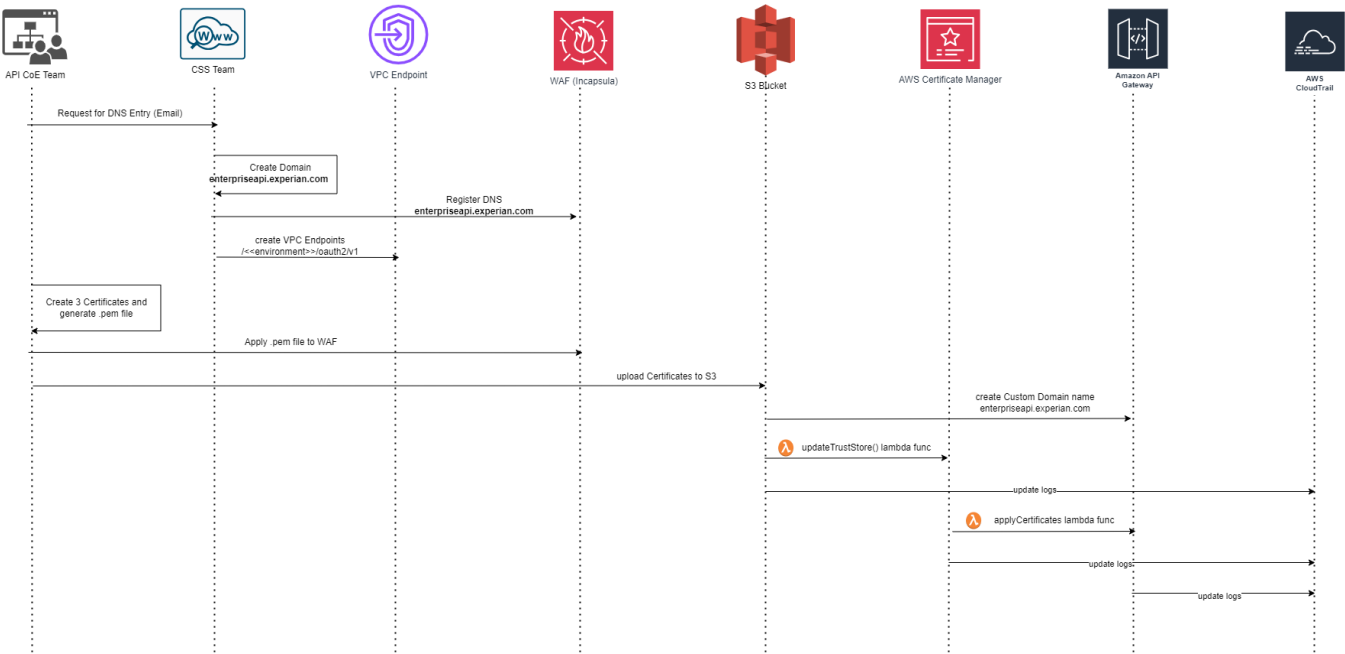 Www
API CoE Team
CSS Team
VPC Endpoint
WAF (Incapsula)
S3 Bucket
AWS Certificate Manager
Amazon API
Gateway
AWS
CloudTrail
Request for DNS Entry (Email)
Create Domain
enterpriseapi.experian.com
Register DNS
enterpriseapi.experian.com
create VPC Endpoints
/<<environment>>/oauth2/v1
Create 3 Certificates and
generate .pem file
Apply .pem file to WAF
upload Certificates to S3
create Custom Domain name
enterpriseapi.experian.com
λ updateTrustStore() lambda func
update logs
λ applyCertificates lambda func
update logs
update logs